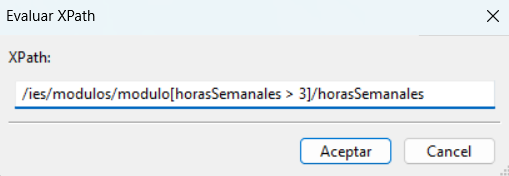 Evaluar XPath
XPath:
/ies/modulos/modulo[horasSemanales > 3]/horasSemanales
Aceptar
Cancel